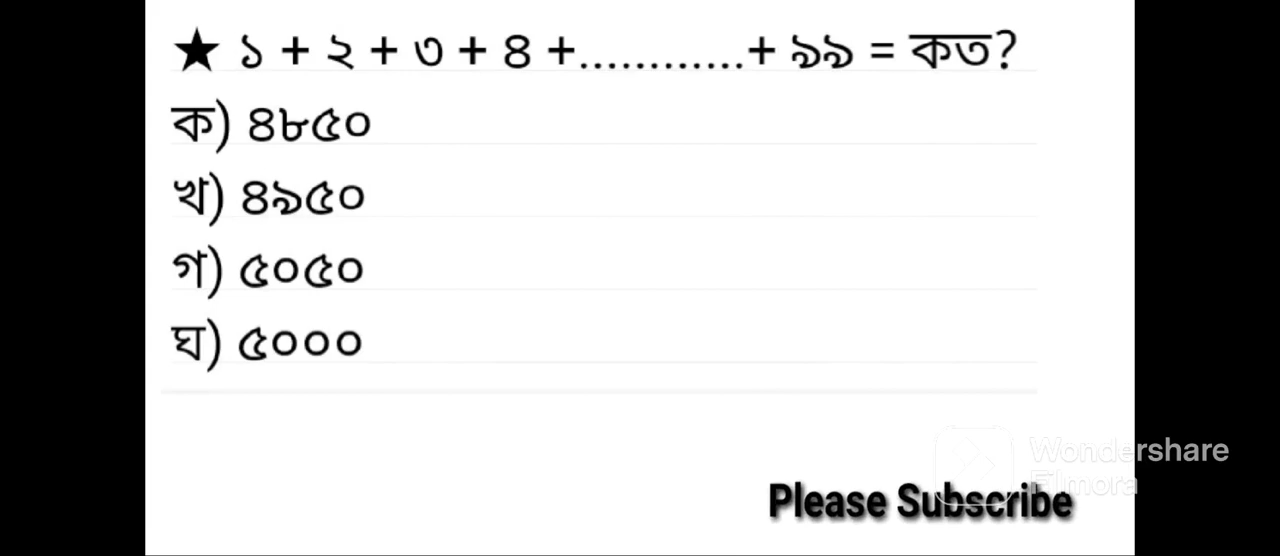 ★ ১ + ২ + ৩ + ৪ +............+ ৯৯ = কত?
ক) ৪৮৫০
খ) ৪৯৫০
গ) ৫০৫০
ঘ) ৫০০০
Wondershare
Filmora
Please Subscribe